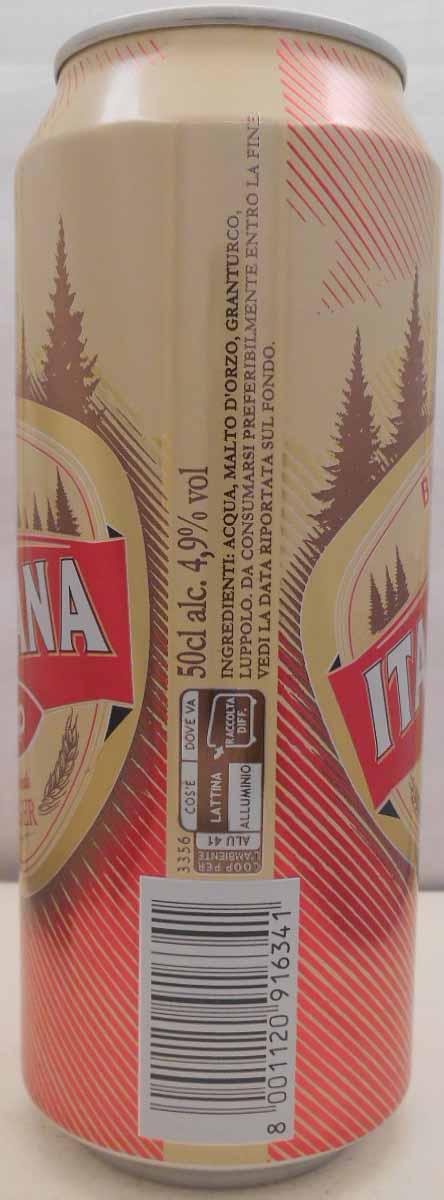 50cl alc. 4,9% vol
INGREDIENTI: ACQUA, MALTO D'ORZO, GRANTURCO,
LUPPOLO. DA CONSUMARSI PREFERIBILMENTE ENTRO LA FINE:
VEDI LA DATA RIPORTATA SUL FONDO.
COS'È
DOVE VA
LATTINA
RACCOLTA
DIFF.
ALLUMINIO
ALU 41
COOP PER
L'AMBIENTE
3356
8 001120 916341
ANA
ITA